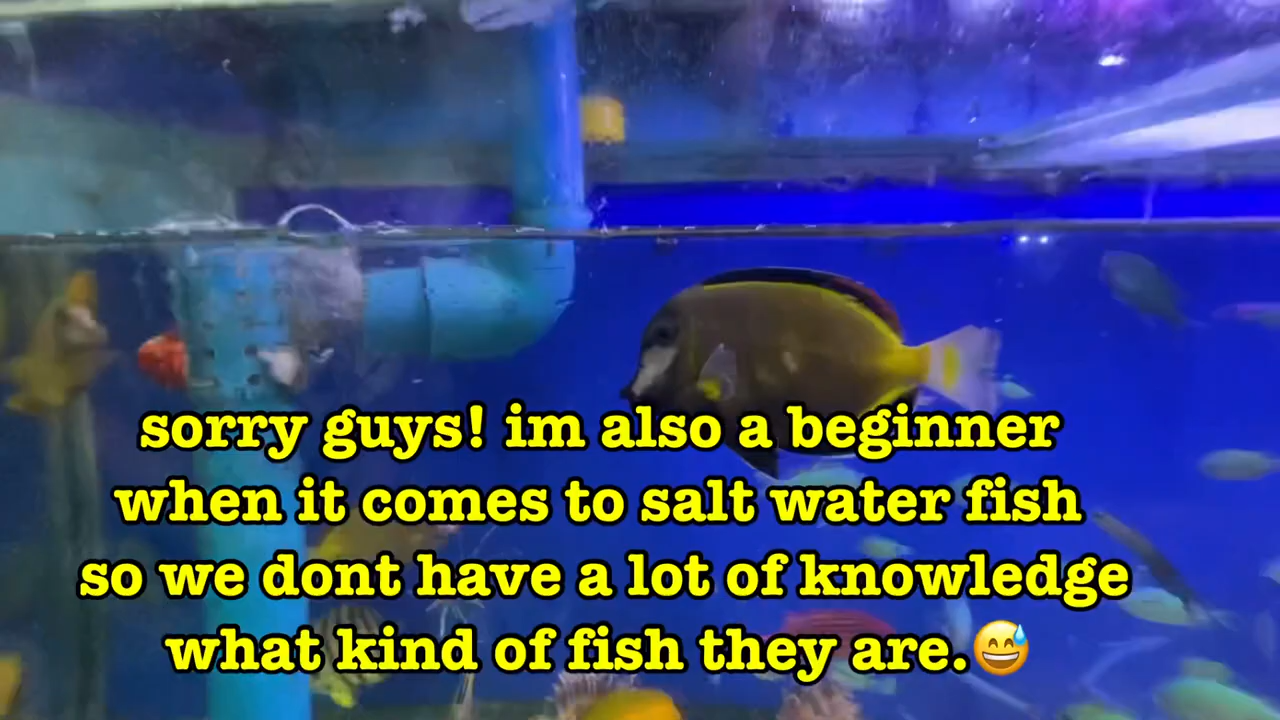 sorry guys! im also a beginner
when it comes to salt water fish
so we dont have a lot of knowledge
what kind of fish they are.😅